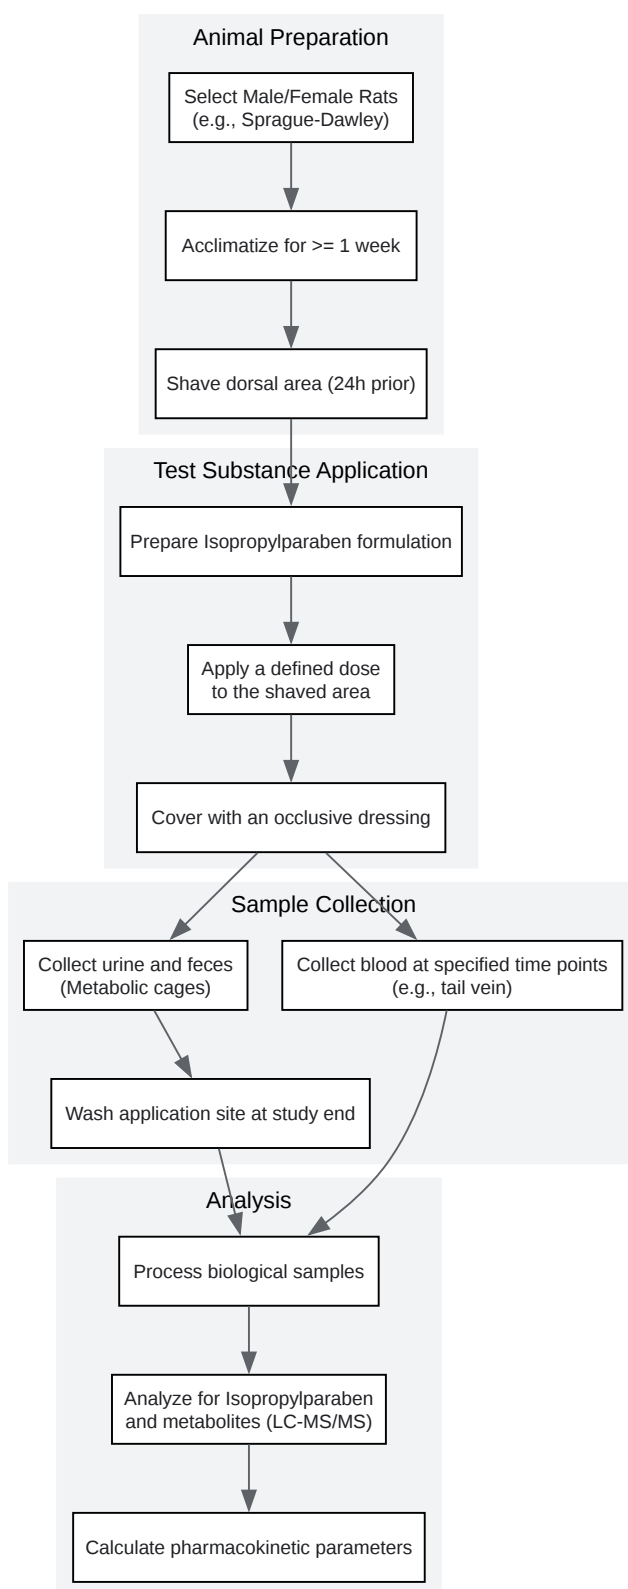 Animal Preparation
Select Male/Female Rats
(e.g., Sprague-Dawley)
Acclimatize for >= 1 week
Shave dorsal area (24h prior)
Test Substance Application
Prepare Isopropylparaben formulation
Apply a defined dose
to the shaved area
Cover with an occlusive dressing
Sample Collection
Collect urine and feces
(Metabolic cages)
Collect blood at specified time points
(e.g., tail vein)
Wash application site at study end
Analysis
Process biological samples
Analyze for Isopropylparaben
and metabolites (LC-MS/MS)
Calculate pharmacokinetic parameters